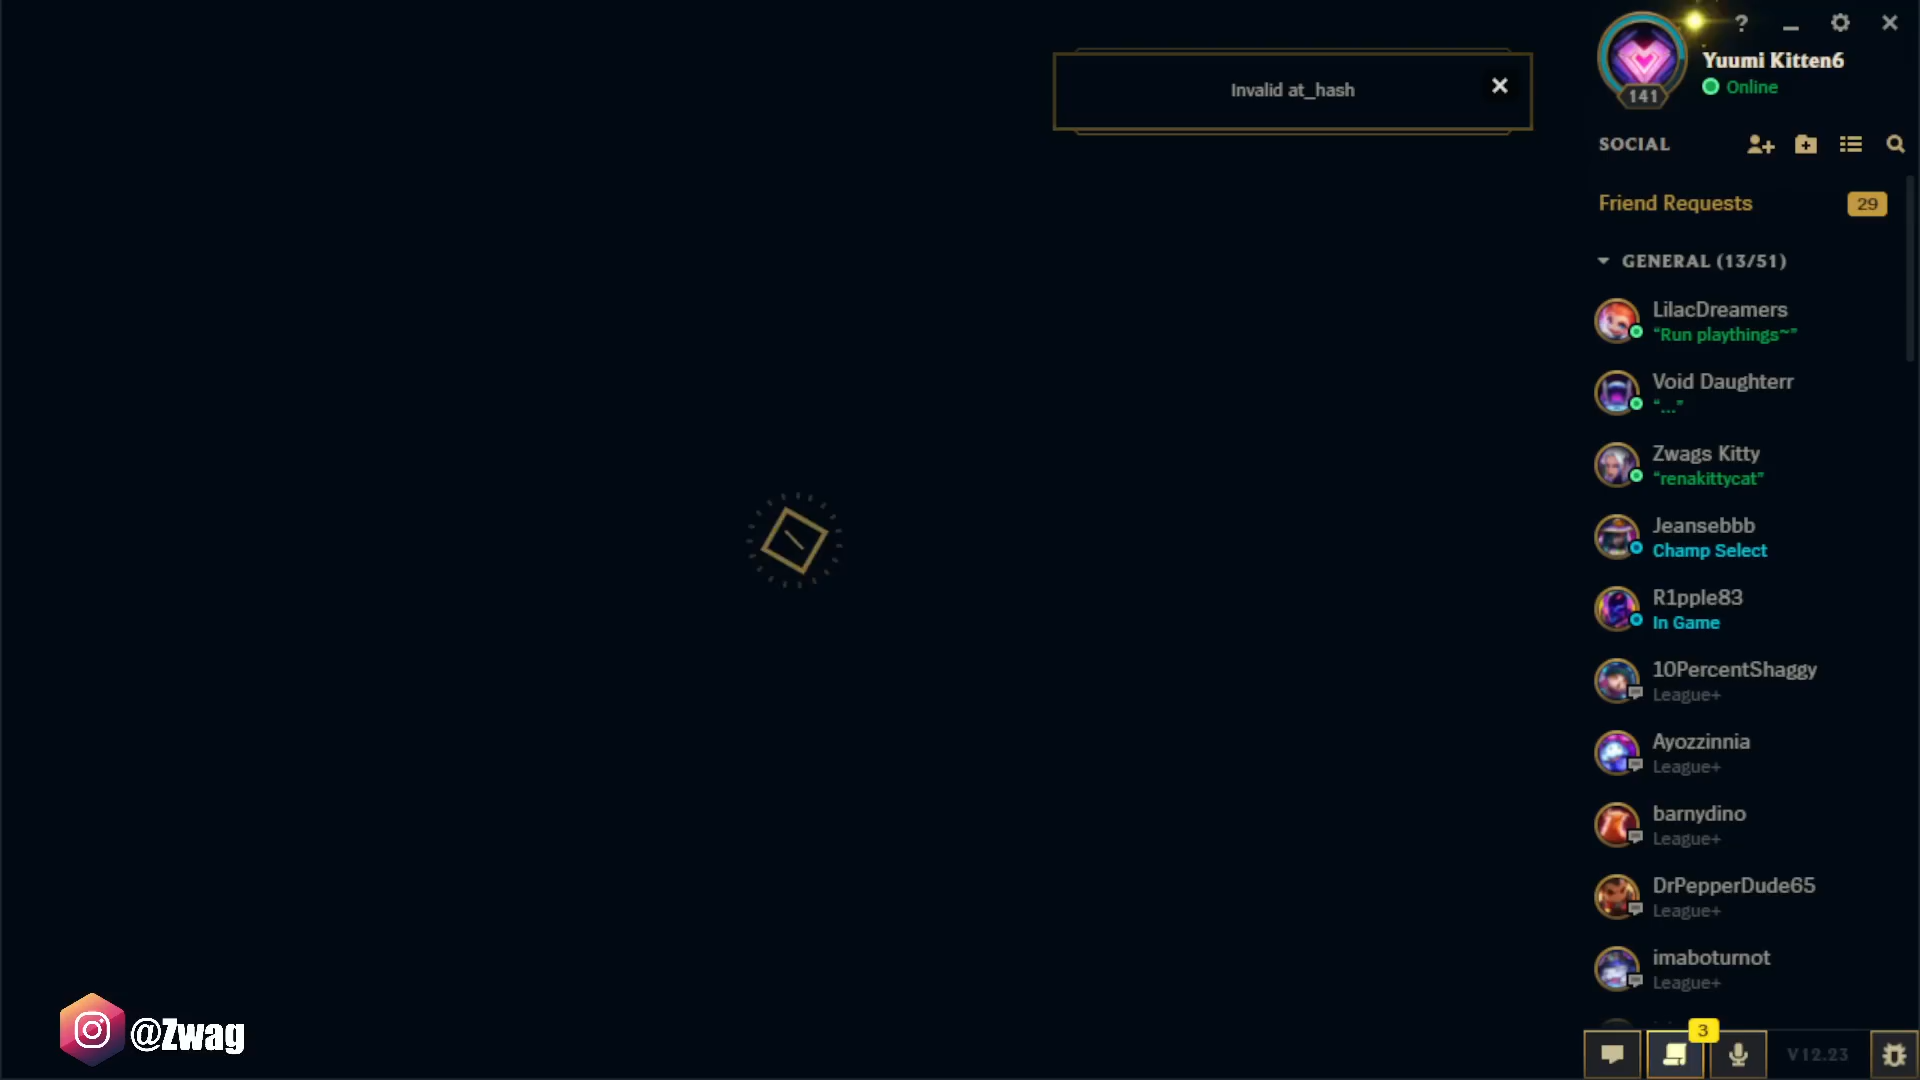 Invalid at_hash
?
Yuumi Kitten6
141
Online
SOCIAL
Friend Requests
29
GENERAL (13/51)
LilacDreamers
“Run playthings~”
Void Daughterr
“...”
Zwags Kitty
“renakittycat”
Jeansebbb
Champ Select
R1pple83
In Game
10PercentShaggy
League+
Ayozzinnia
League+
barnydino
League+
DrPepperDude65
League+
imaboturnot
League+
3
V12.23
@Zwag